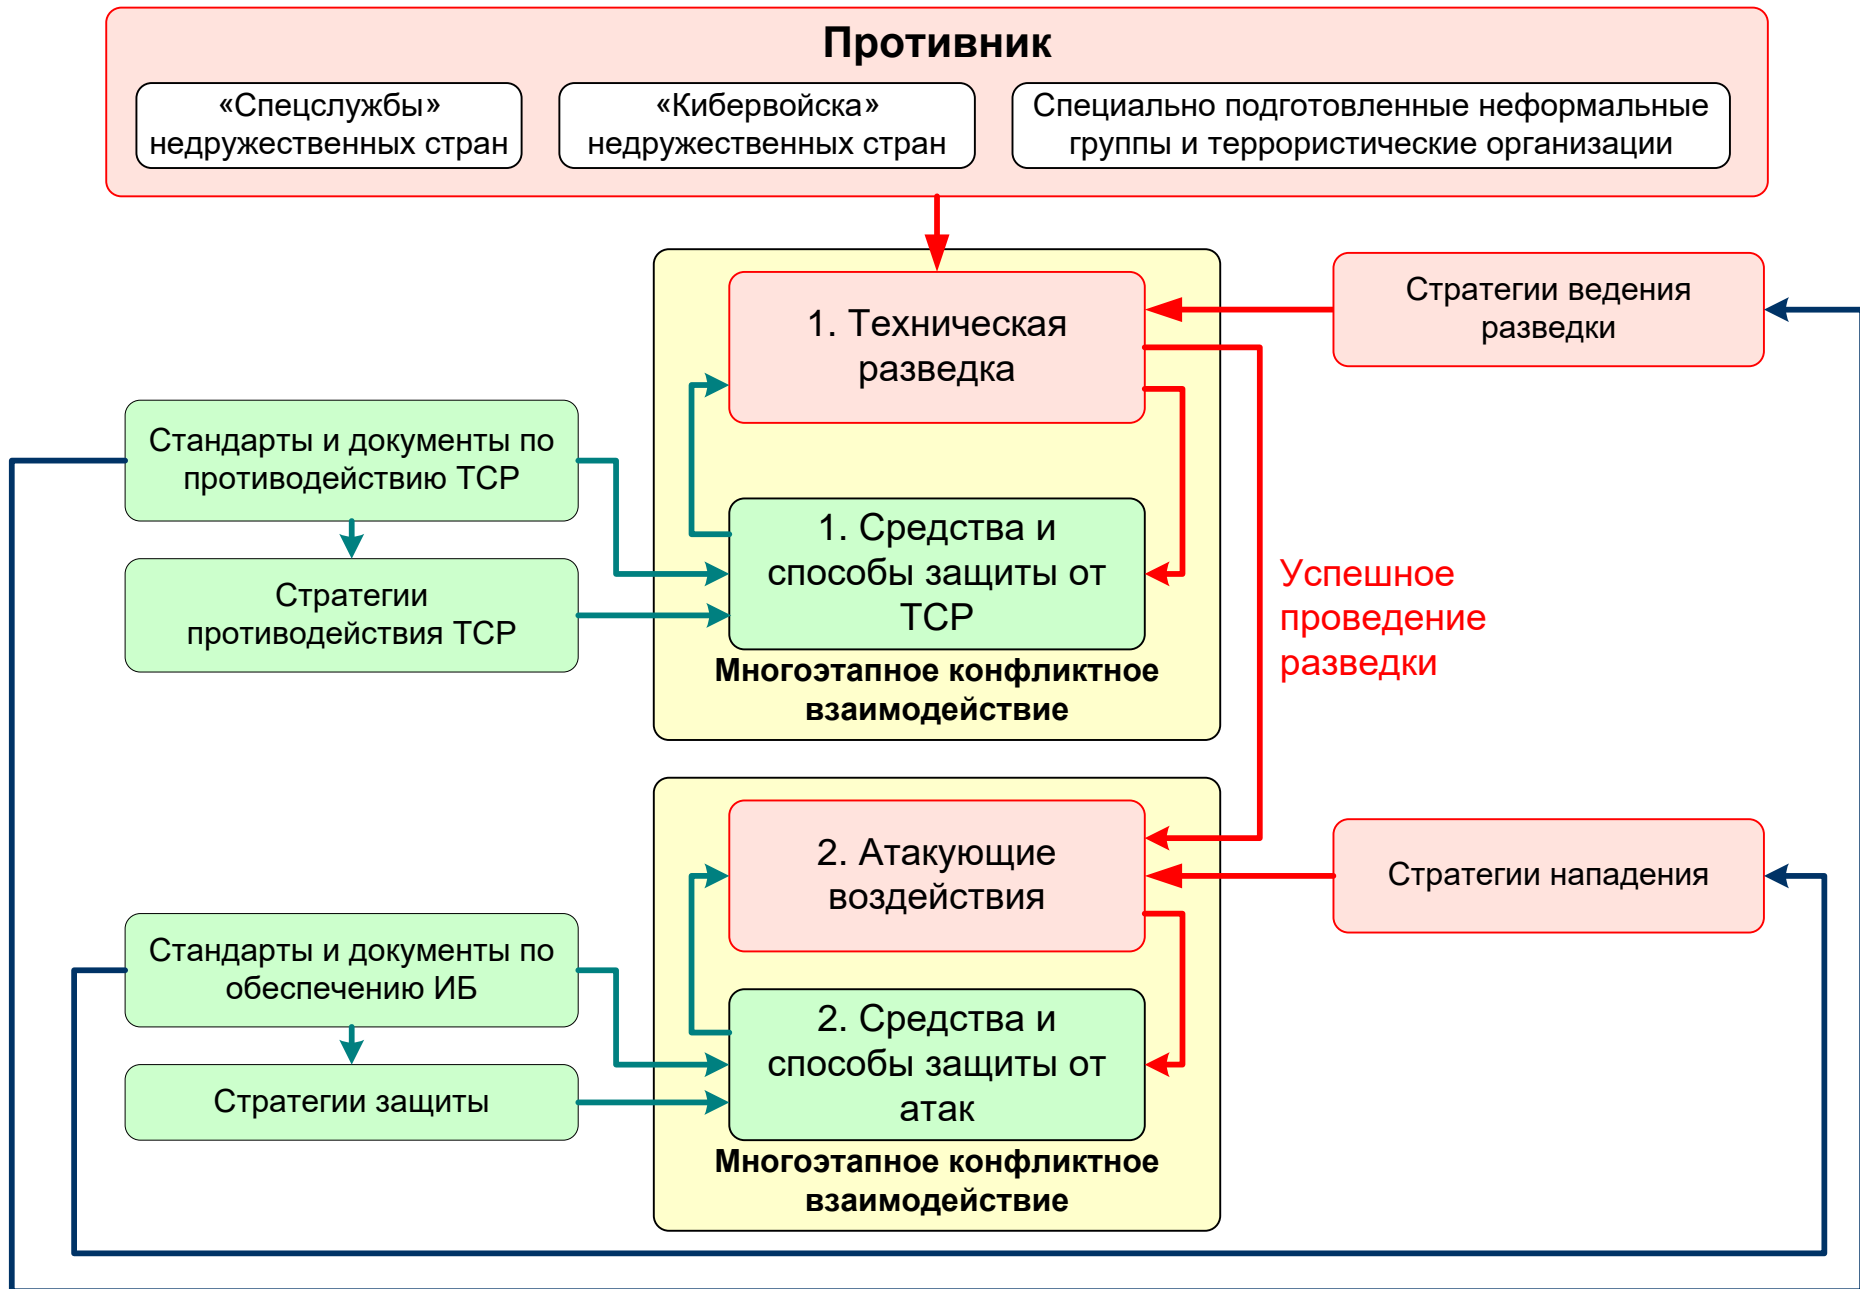 Противник
«Спецслужбы»
недружественных стран
«Кибервойска»
недружественных стран
Специально подготовленные неформальные
группы и террористические организации
1. Техническая
разведка
Стратегии ведения
разведки
Стандарты и документы по
противодействию ТСР
Стратегии
противодействия ТСР
1. Средства и
способы защиты от
ТСР
Многоэтапное конфликтное
взаимодействие
Успешное
проведение
разведки
2. Атакующие
воздействия
Стратегии нападения
Стандарты и документы по
обеспечению ИБ
Стратегии защиты
2. Средства и
способы защиты от
атак
Многоэтапное конфликтное
взаимодействие